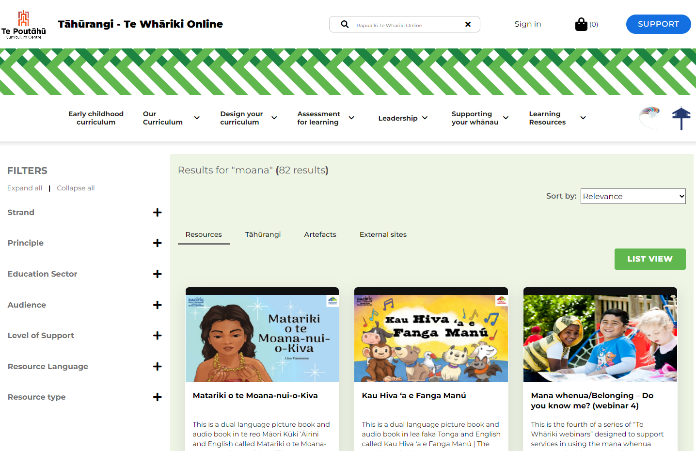 Te Poutāhū
Curriculum Centre
Tāhūrangi - Te Whāriki Online
Sign in
(0)
SUPPORT
Early childhood
curriculum
Our
Curriculum
Design your
curriculum
Assessment
for learning
Leadership
Supporting
your whānau
Learning
Resources
FILTERS
Expand all | Collapse all
Strand
Principle
Education Sector
Audience
Level of Support
Resource Language
Resource type
Results for "moana" (82 results)
Sort by: Relevance
Resources
Tāhūrangi
Artefacts
External sites
LIST VIEW
Matariki
o te
Moana-nui-
o-Kiva
Kau Hiva 'a e
Fanga Manú
Matariki o te Moana-nui-o-Kiva
This is a dual language picture book and
audio book in te reo Māori Kūki 'Āirini
and English called Matariki o te Moana-
Kau Hiva 'a e Fanga Manú
This is a dual language picture book and
audio book in lea faka Tonga and English
called Kau Hiva 'a e Fanga Manú | The
Mana whenua/Belonging – Do
you know me? (webinar 4)
This is the fourth of a series of "Te
Whāriki webinars" designed to support
services in using the mana whenua